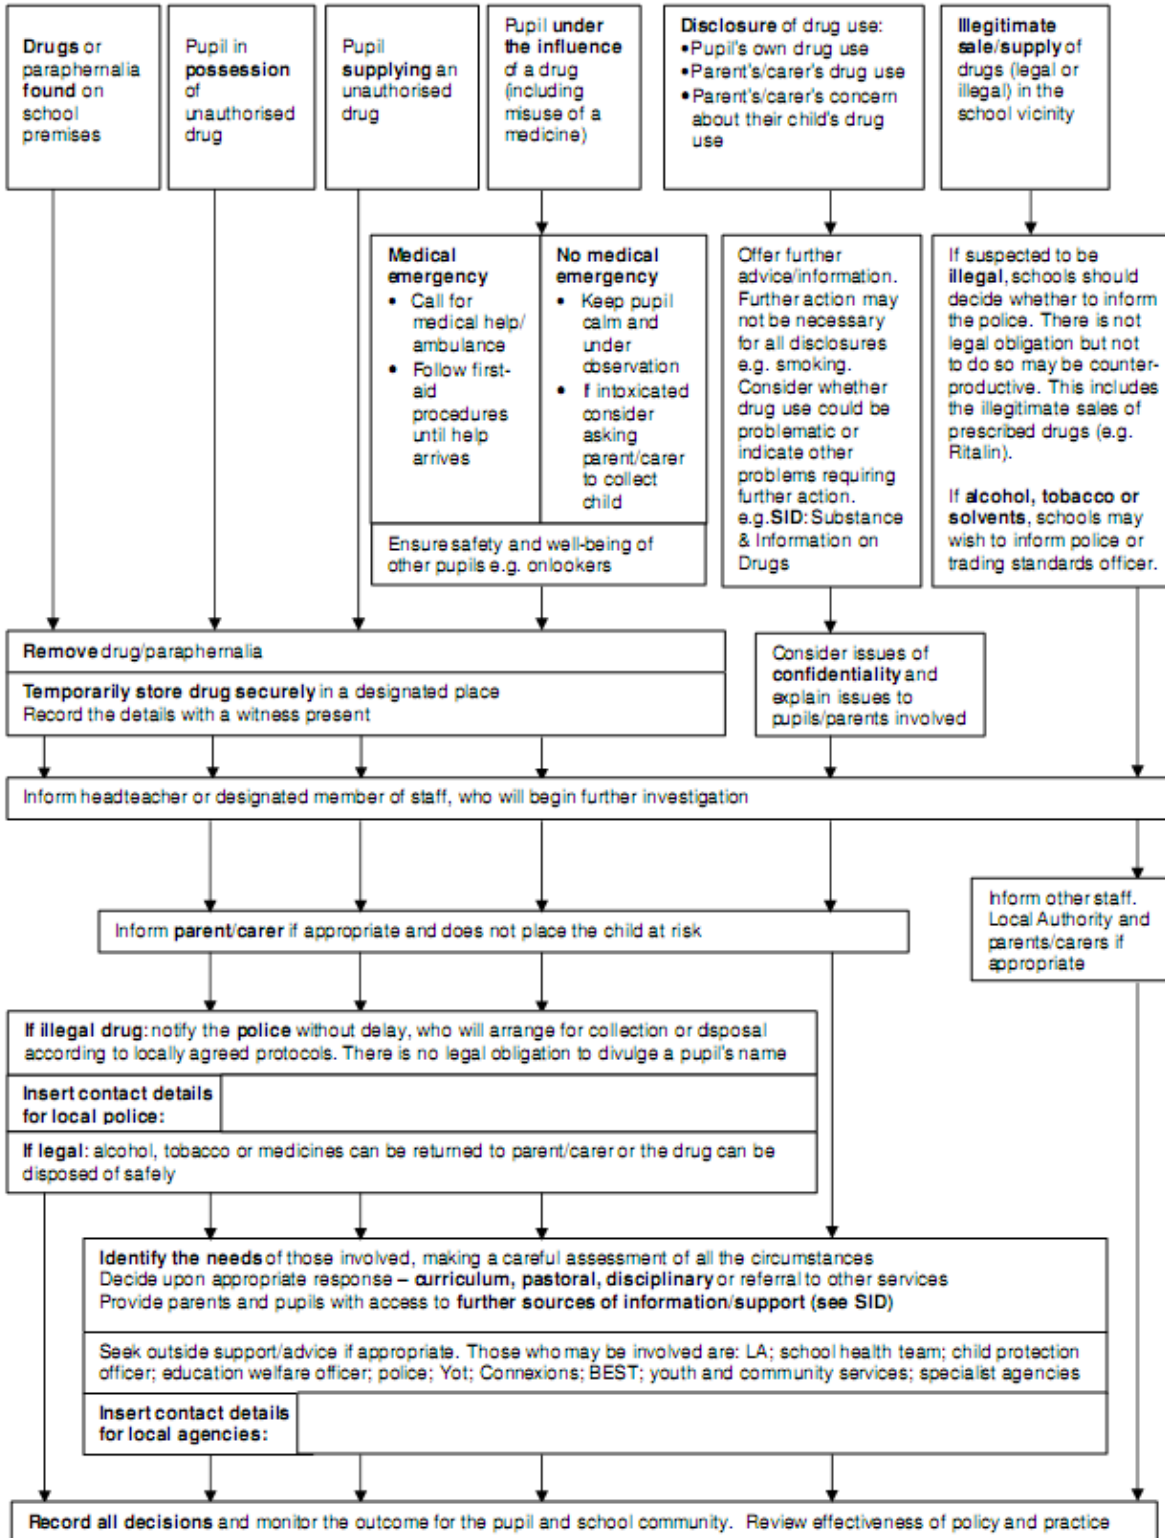 Drugs or
paraphernalia
found on
school
premises
Pupil in
possession
of
unauthorised
drug
Pupil
supplying an
unauthorised
drug
Pupil under
the influence
of a drug
(including
misuse of a
medicine)
Disclosure of drug use:
•Pupil's own drug use
•Parent's/carer's drug use
•Parent's/carer's concern
about their child's drug
use
Illegitimate
sale/supply of
drugs (legal or
illegal) in the
school vicinity
Medical
emergency
• Call for
medical help/
ambulance
• Follow first-
aid
procedures
until help
arrives
No medical
emergency
• Keep pupil
calm and
under
observation
• If intoxicated
consider
asking
parent/carer
to collect
child
Ensure safety and well-being of
other pupils e.g. onlookers
Offer further
advice/information.
Further action may
not be necessary
for all disclosures
e.g. smoking.
Consider whether
drug use could be
problematic or
indicate other
problems requiring
further action.
e.g.SID: Substance
& Information on
Drugs
If suspected to be
illegal, schools should
decide whether to inform
the police. There is not
legal obligation but not
to do so may be counter-
productive. This includes
the illegitimate sales of
prescribed drugs (e.g.
Ritalin).
If alcohol, tobacco or
solvents, schools may
wish to inform police or
trading standards officer.
Remove drug/paraphernalia
Temporarily store drug securely in a designated place
Record the details with a witness present
Consider issues of
confidentiality and
explain issues to
pupils/parents involved
Inform headteacher or designated member of staff, who will begin further investigation
Inform parent/carer if appropriate and does not place the child at risk
Inform other staff.
Local Authority and
parents/carers if
appropriate
If illegal drug: notify the police without delay, who will arrange for collection or disposal
according to locally agreed protocols. There is no legal obligation to divulge a pupil's name
Insert contact details
for local police:
If legal: alcohol, tobacco or medicines can be returned to parent/carer or the drug can be
disposed of safely
Identify the needs of those involved, making a careful assessment of all the circumstances
Decide upon appropriate response – curriculum, pastoral, disciplinary or referral to other services
Provide parents and pupils with access to further sources of information/support (see SID)
Seek outside support/advice if appropriate. Those who may be involved are: LA; school health team; child protection
officer; education welfare officer; police; Yot; Connexions; BEST; youth and community services; specialist agencies
Insert contact details
for local agencies:
Record all decisions and monitor the outcome for the pupil and school community. Review effectiveness of policy and practice